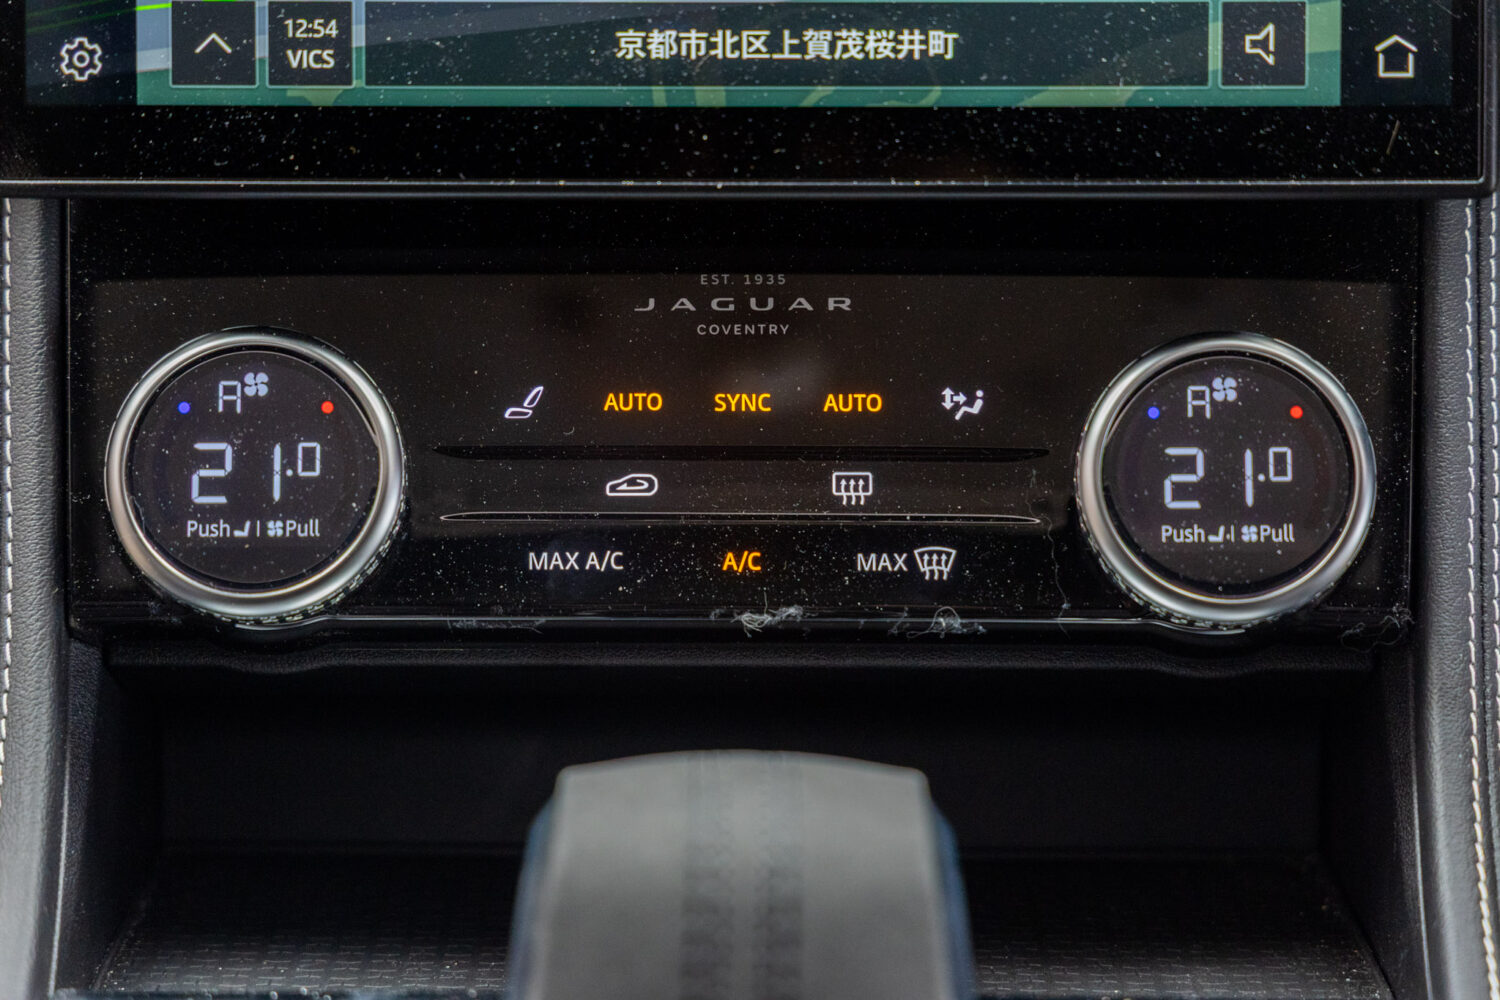 12:54
VICS
京都市北区上賀茂桜井町
EST. 1935
JAGUAR
COVENTRY
A
21.0
Push | Pull
AUTO SYNC AUTO
MAX A/C A/C MAX
A
21.0
Push | Pull